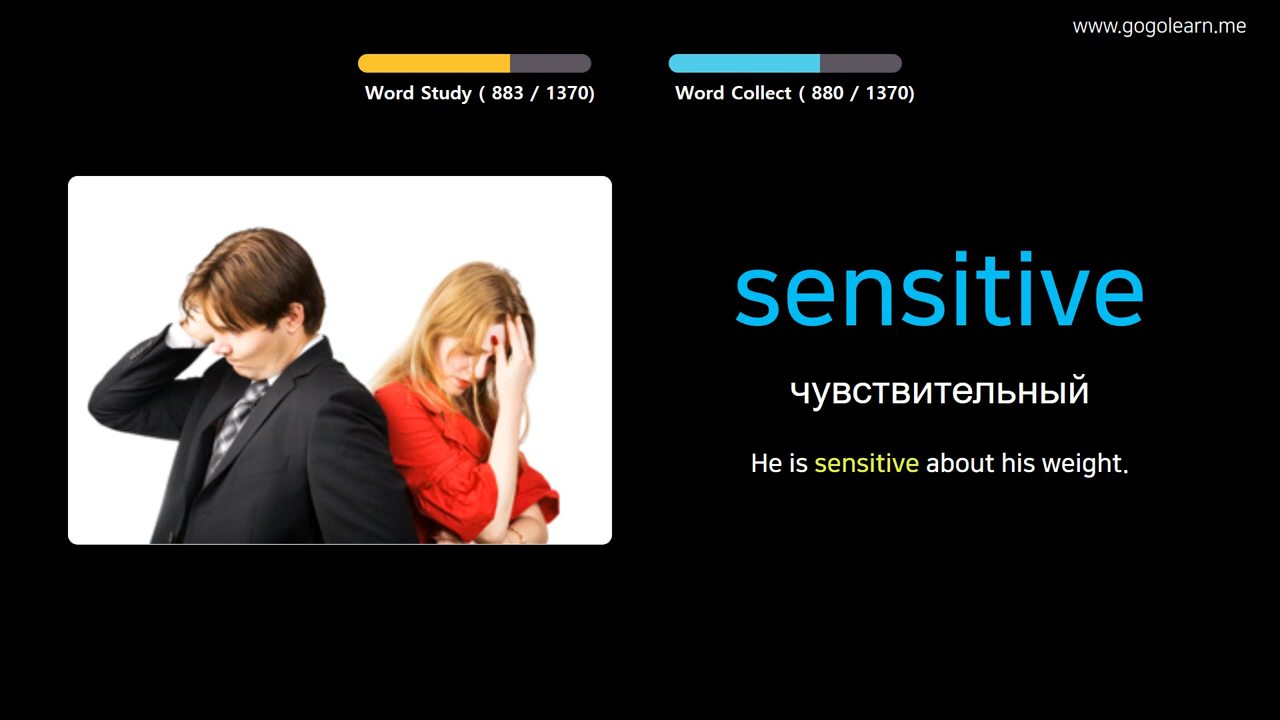 www.gogolearn.me
Word Study ( 883 / 1370)
Word Collect ( 880 / 1370)
sensitive
чувствительный
He is sensitive about his weight.